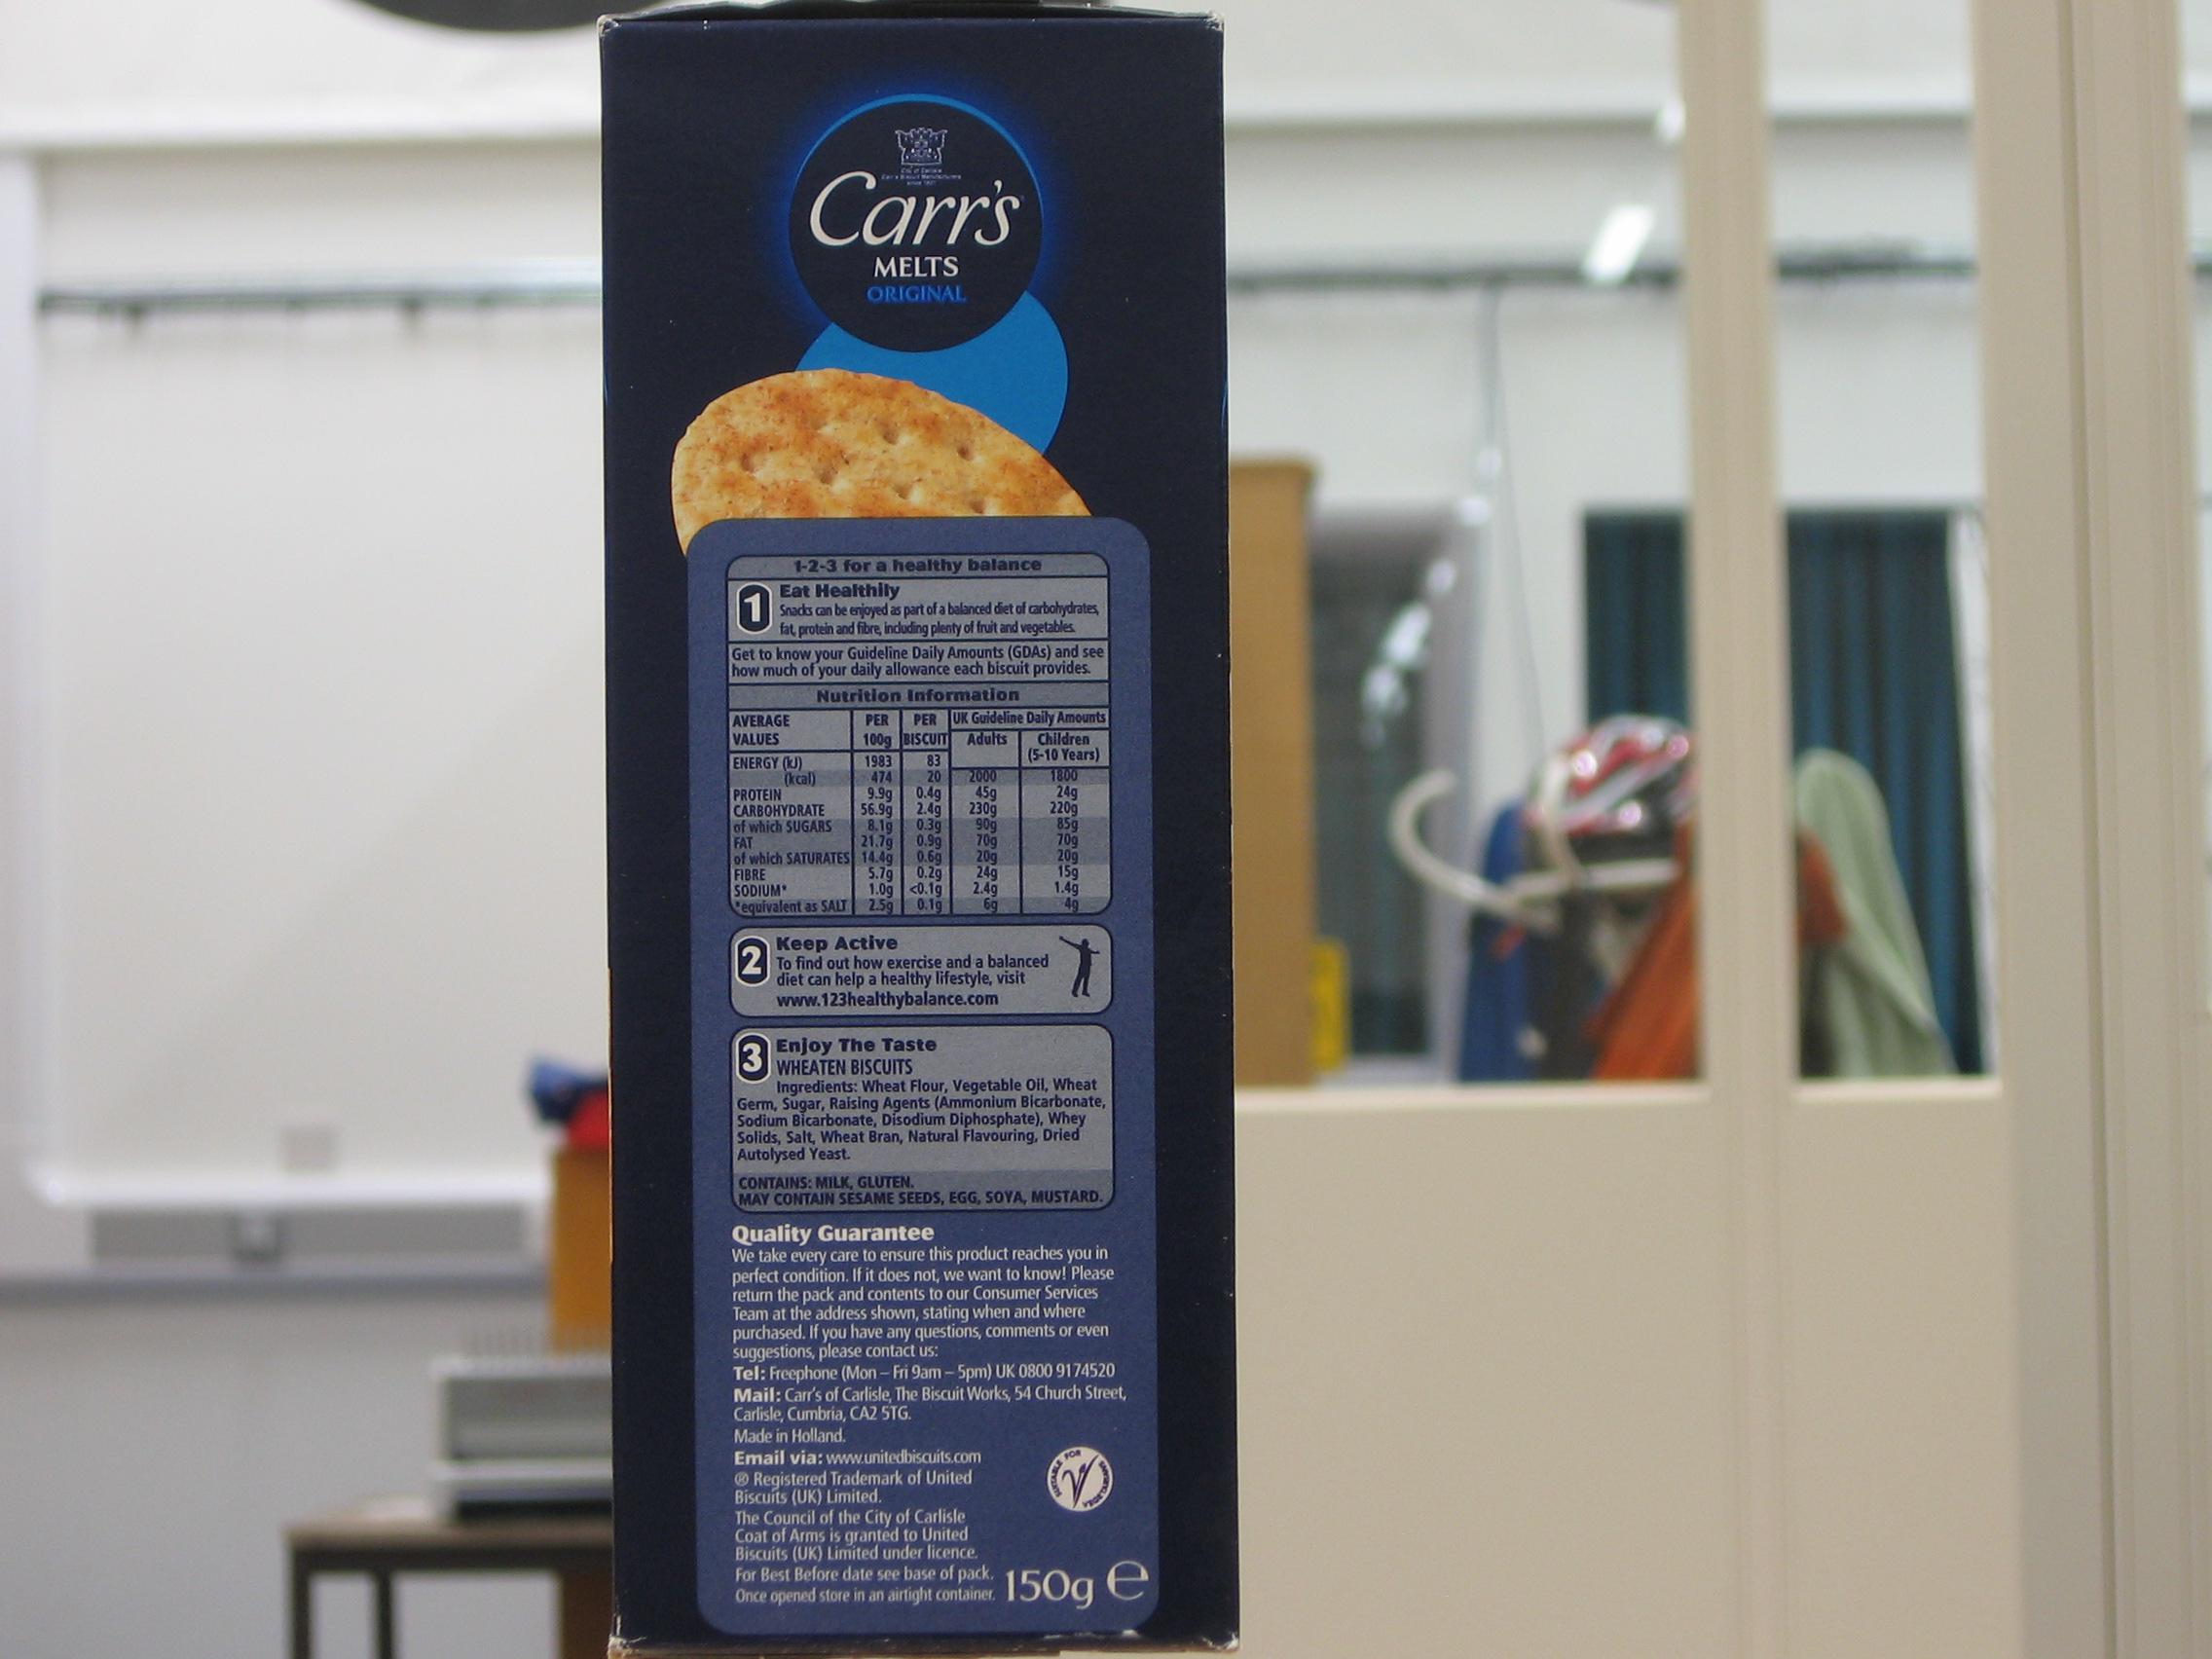 City of Carlisle
Carr's Biscuit Manufacturers
since 1831
Carr's
MELTS
ORIGINAL
1-2-3 for a healthy balance
1 Eat Healthily
Snacks can be enjoyed as part of a balanced diet of carbohydrates,
fat, protein and fibre, including plenty of fruit and vegetables.
Get to know your Guideline Daily Amounts (GDAs) and see
how much of your daily allowance each biscuit provides.
Nutrition Information
AVERAGE PER PER UK Guideline Daily Amounts
VALUES 100g BISCUIT Adults Children
(5-10 Years)
ENERGY (kJ) 1983 83
(kcal) 474 20 2000 1800
PROTEIN 9.9g 0.4g 45g 24g
CARBOHYDRATE 56.9g 2.4g 230g 220g
of which SUGARS 8.1g 0.3g 90g 85g
FAT 21.7g 0.9g 70g 70g
of which SATURATES 14.4g 0.6g 20g 20g
FIBRE 5.7g 0.2g 24g 15g
SODIUM* 1.0g <0.1g 2.4g 1.4g
*equivalent as SALT 2.5g 0.1g 6g 4g
2 Keep Active
To find out how exercise and a balanced
diet can help a healthy lifestyle, visit
www.123healthybalance.com
3 Enjoy The Taste
WHEATEN BISCUITS
Ingredients: Wheat Flour, Vegetable Oil, Wheat
Germ, Sugar, Raising Agents (Ammonium Bicarbonate,
Sodium Bicarbonate, Disodium Diphosphate), Whey
Solids, Salt, Wheat Bran, Natural Flavouring, Dried
Autolysed Yeast.
CONTAINS: MILK, GLUTEN.
MAY CONTAIN SESAME SEEDS, EGG, SOYA, MUSTARD.
Quality Guarantee
We take every care to ensure this product reaches you in
perfect condition. If it does not, we want to know! Please
return the pack and contents to our Consumer Services
Team at the address shown, stating when and where
purchased. If you have any questions, comments or even
suggestions, please contact us:
Tel: Freephone (Mon – Fri 9am – 5pm) UK 0800 9174520
Mail: Carr's of Carlisle, The Biscuit Works, 54 Church Street,
Carlisle, Cumbria, CA2 5TG.
Made in Holland.
Email via: www.unitedbiscuits.com
® Registered Trademark of United
Biscuits (UK) Limited.
SUITABLE FOR VEGETARIANS
The Council of the City of Carlisle
Coat of Arms is granted to United
Biscuits (UK) Limited under licence.
For Best Before date see base of pack.
Once opened store in an airtight container.
150g ℮